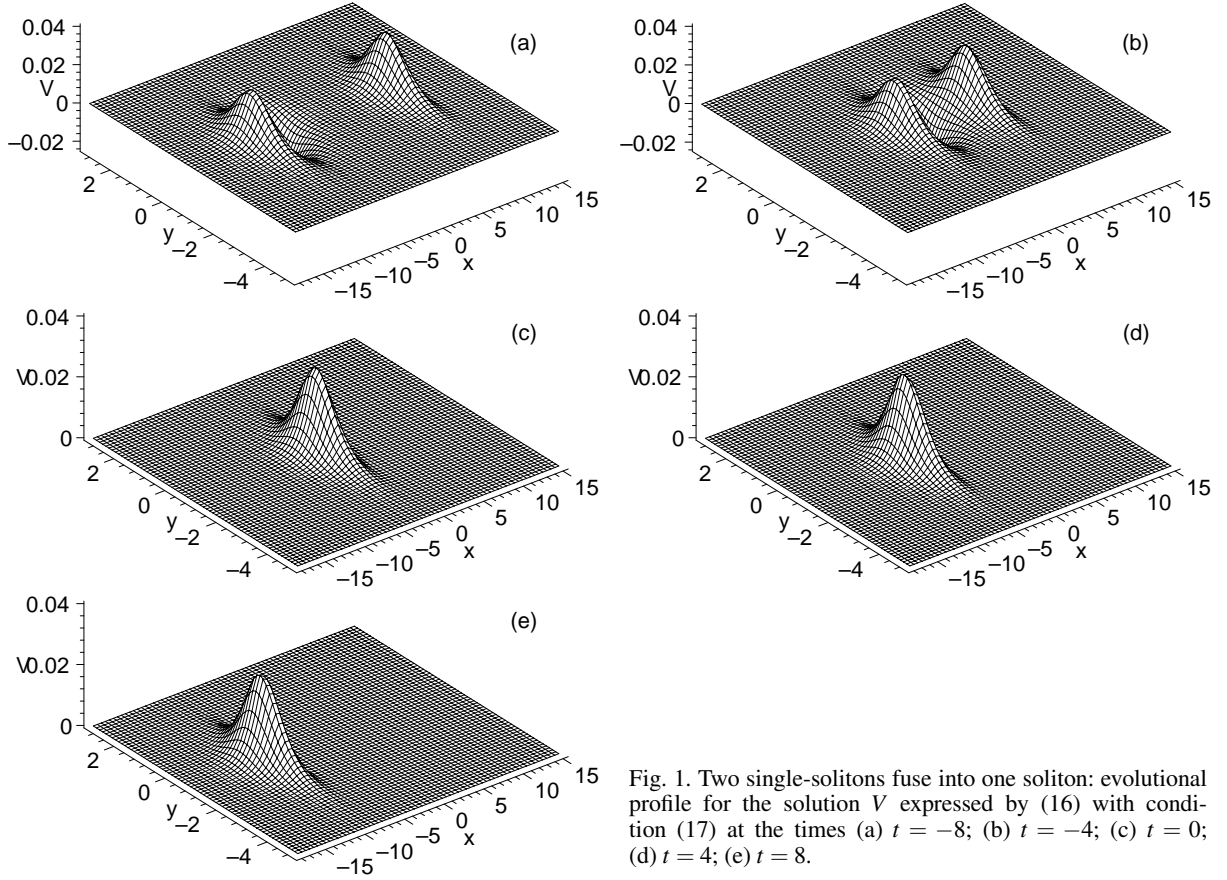 0.04
0.02
V
0
−0.02
2
0
y
−2
−4
−15
−10
−5
0
x
5
10
15
(a)
0.04
0.02
V
0
−0.02
2
0
y
−2
−4
−15
−10
−5
0
x
5
10
15
(b)
0.04
V0.02
0
2
0
y
−2
−4
−15
−10
−5
0
x
5
10
15
(c)
0.04
V0.02
0
2
0
y
−2
−4
−15
−10
−5
0
x
5
10
15
(d)
0.04
V0.02
0
2
0
y
−2
−4
−15
−10
−5
0
x
5
10
15
(e)
Fig. 1. Two single-solitons fuse into one soliton: evolutional
profile for the solution V expressed by (16) with condi-
tion (17) at the times (a) t = −8; (b) t = −4; (c) t = 0;
(d) t = 4; (e) t = 8.